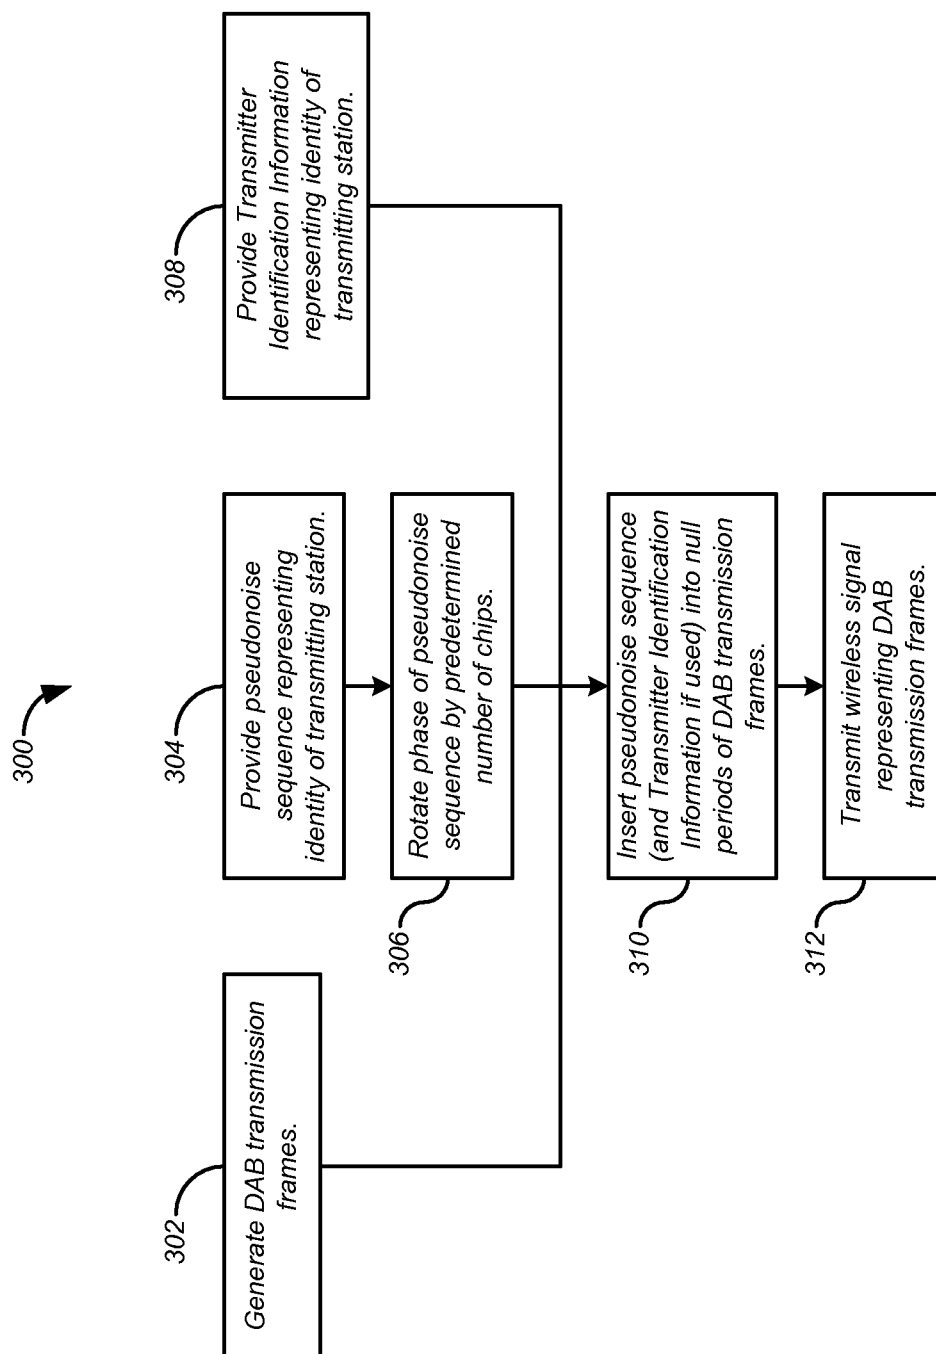 300
302
Generate DAB transmission
frames.
304
Provide pseudonoise
sequence representing
identity of transmitting station.
306
Rotate phase of pseudonoise
sequence by predetermined
number of chips.
308
Provide Transmitter
Identification Information
representing identity of
transmitting station.
310
Insert pseudonoise sequence
(and Transmitter Identification
Information if used) into null
periods of DAB transmission
frames.
312
Transmit wireless signal
representing DAB
transmission frames.